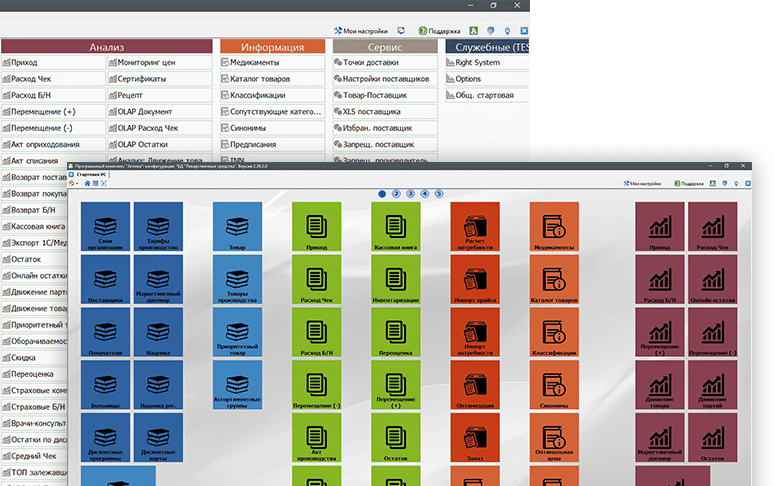 Мои настройки
Поддержка
Анализ
Информация
Сервис
Служебные (TES
Приход
Мониторинг цен
Медикаменты
Точки доставки
Right System
Расход Чек
Сертификаты
Каталог товаров
Настройки поставщиков
Options
Расход Б/Н
Рецепт
Классификации
Товар-Поставщик
Общ. стартовая
Перемещение (+)
OLAP Документ
Сопутствующие катего...
XLS поставщика
Перемещение (-)
OLAP Расход Чек
Синонимы
Избран. поставщик
Акт оприходования
OLAP Остатки
Предписания
Запрещ. поставщик
Акт списания
Анализ: Движение това
INN
Запрещ. производитель
Возврат постав
Возврат покупа
Возврат Б/Н
Кассовая книга
Экспорт 1С/Мед
Остаток
Онлайн остатки
Движение парт
Движение това
Приоритетный т
Оборачиваемос
Скидка
Переоценка
Страховые комп
Страховые Б/Н
Врачи-консульт
Остатки по дис
Средний Чек
ТОП залежавш
Программный комплекс "Аптека": конфигурация: "БД "Лекарственные средства". Версия 2.39.2.0
Стартовая УС
Мои настройки
Поддержка
1 2 3 4 5
Свои организации
Тарифы производство
Товар
Приход
Кассовая книга
Расчет потребности
Медикаменты
Приход
Расход Чек
Поставщики
Маркетинговый договор
Товары производства
Расход Чек
Инвентаризация
Импорт прайса
Каталог товаров
Расход Б/Н
Онлайн остатки
Покупатели
Наценка
Приоритетный товар
Расход Б/Н
Переоценка
Импорт потребности
Классификации
Перемещение (+)
Перемещение (-)
Больницы
Наценка рег.
Ассортиментные группы
Перемещение (-)
Перемещение (+)
Оптимизация
Синонимы
Движение товара
Движение партий
Дисконтные программы
Дисконтные карты
Акт производства
Остаток
Заказ
Оптимальная цена
Маркетинговый договор
Остаток